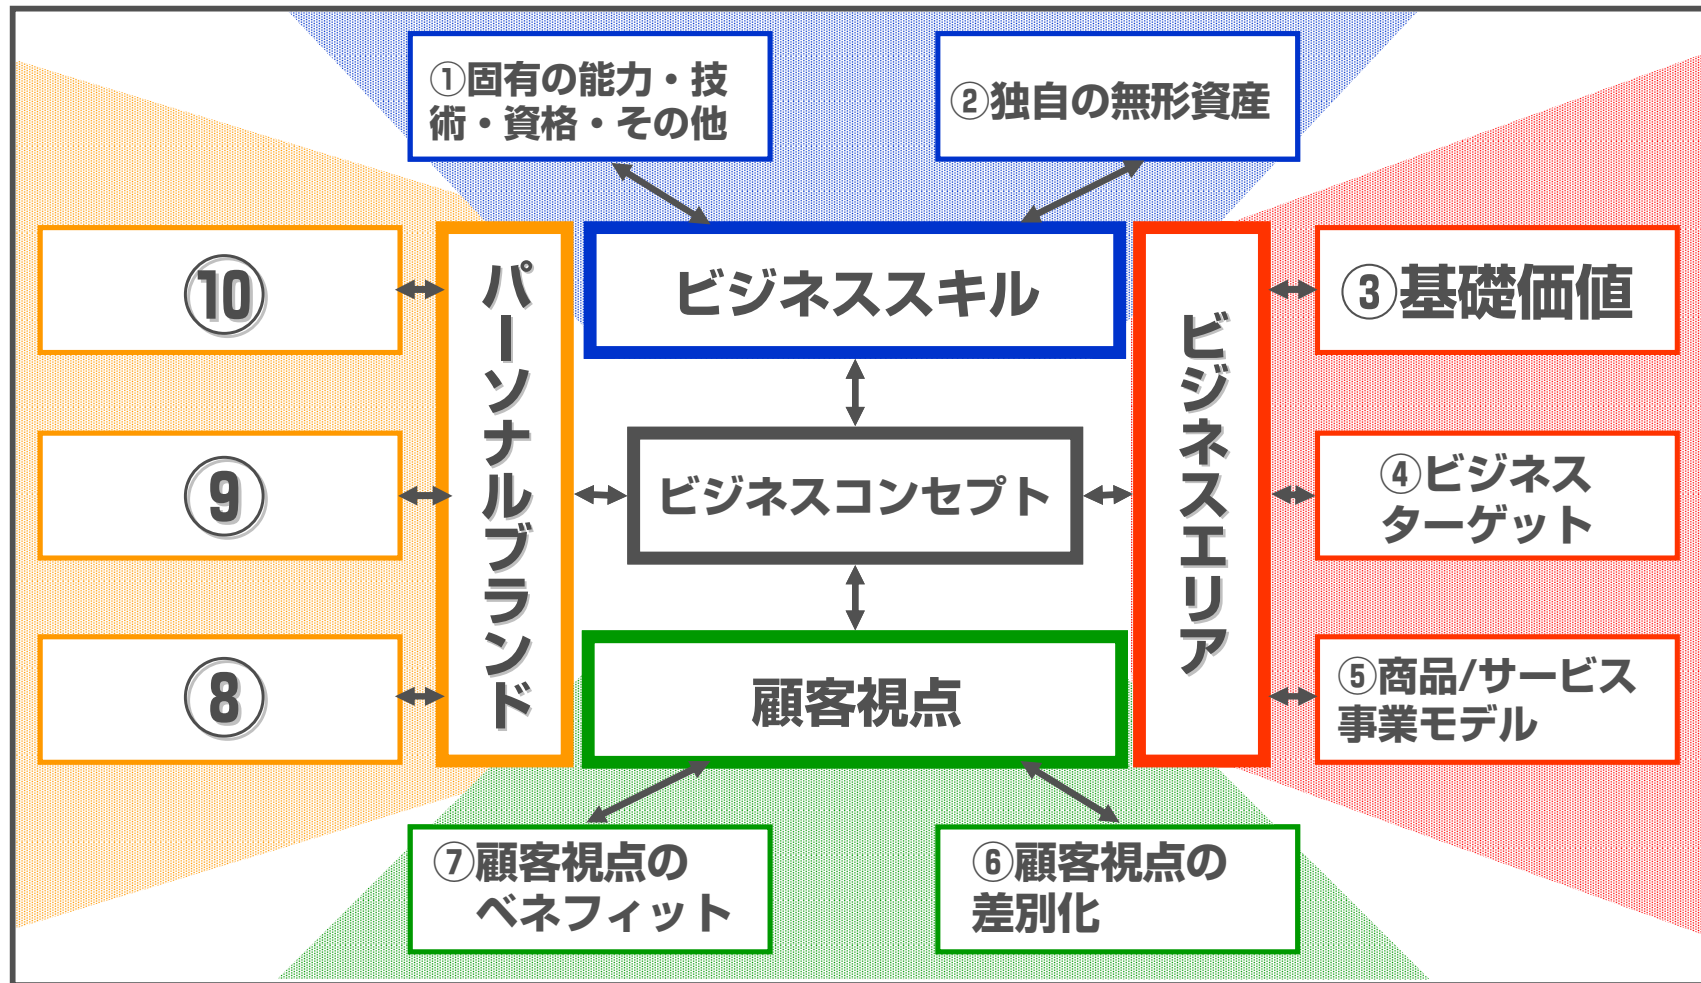 ①固有の能力・技
術・資格・その他
②独自の無形資産
⑩
パーソナルブランド
ビジネススキル
ビジネスエリア
③基礎価値
⑨
ビジネスコンセプト
④ビジネス
ターゲット
⑧
顧客視点
⑤商品/サービス
事業モデル
⑦顧客視点の
ベネフィット
⑥顧客視点の
差別化